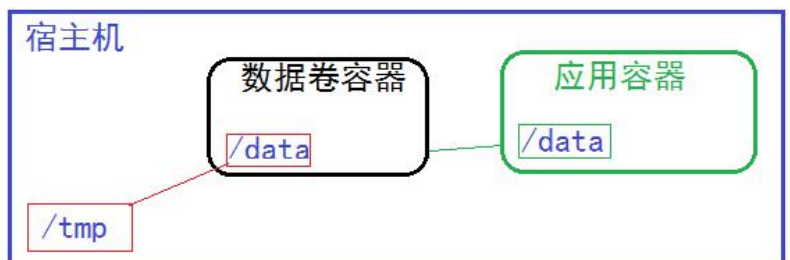 宿主机
数据卷容器
应用容器
/data
/data
/tmp